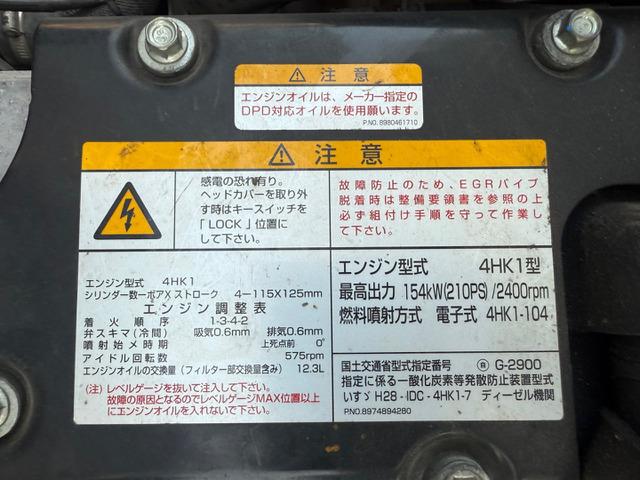 注意
エンジンオイルは、メーカー指定の
DPD対応オイルを使用願います。
P.NO.8980461710
注意
感電の恐れ有り。
ヘッドカバーを取り外
す時はキースイッチを
「LOCK」位置に
して下さい。
故障防止のため、EGRパイプ
脱着時は整備要領書を参照の上
必ず組付け手順を守って作業し
て下さい。
エンジン型式 4HK1
シリンダー数ーボアXストローク 4-115X125mm
エンジン調整表
着火順序 1-3-4-2
弁スキマ(冷間) 吸気0.6mm 排気0.6mm
噴射始メ時期 上死点前 0°
アイドル回転数 575rpm
エンジンオイルの交換量(フィルター部交換量含み) 12.3L
(注)レベルゲージを抜いて注入して下さい。
故障の原因となるのでレベルゲージMAX位置以上
にエンジンオイルを入れないで下さい。
エンジン型式 4HK1型
最高出力 154kW(210PS)/2400rpm
燃料噴射方式 電子式 4HK1-104
国土交通省型式指定番号 G-2900
指定に係る一酸化炭素等発散防止装置型式
いすゞH28-IDC-4HK1-7 ディーゼル機関
P.NO.8974894280